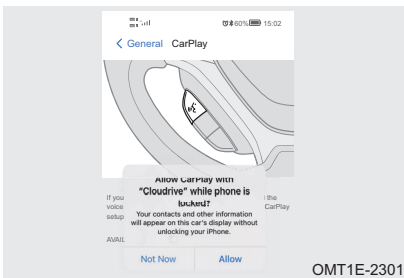 60% 15:02
General CarPlay
Allow CarPlay with
“Cloudrive” while phone is
locked?
If you
the
voice
CarPlay
setup
Your contacts and other information
will appear on this car's display without
unlocking your iPhone.
AVAIL
Not Now Allow
OMT1E-2301